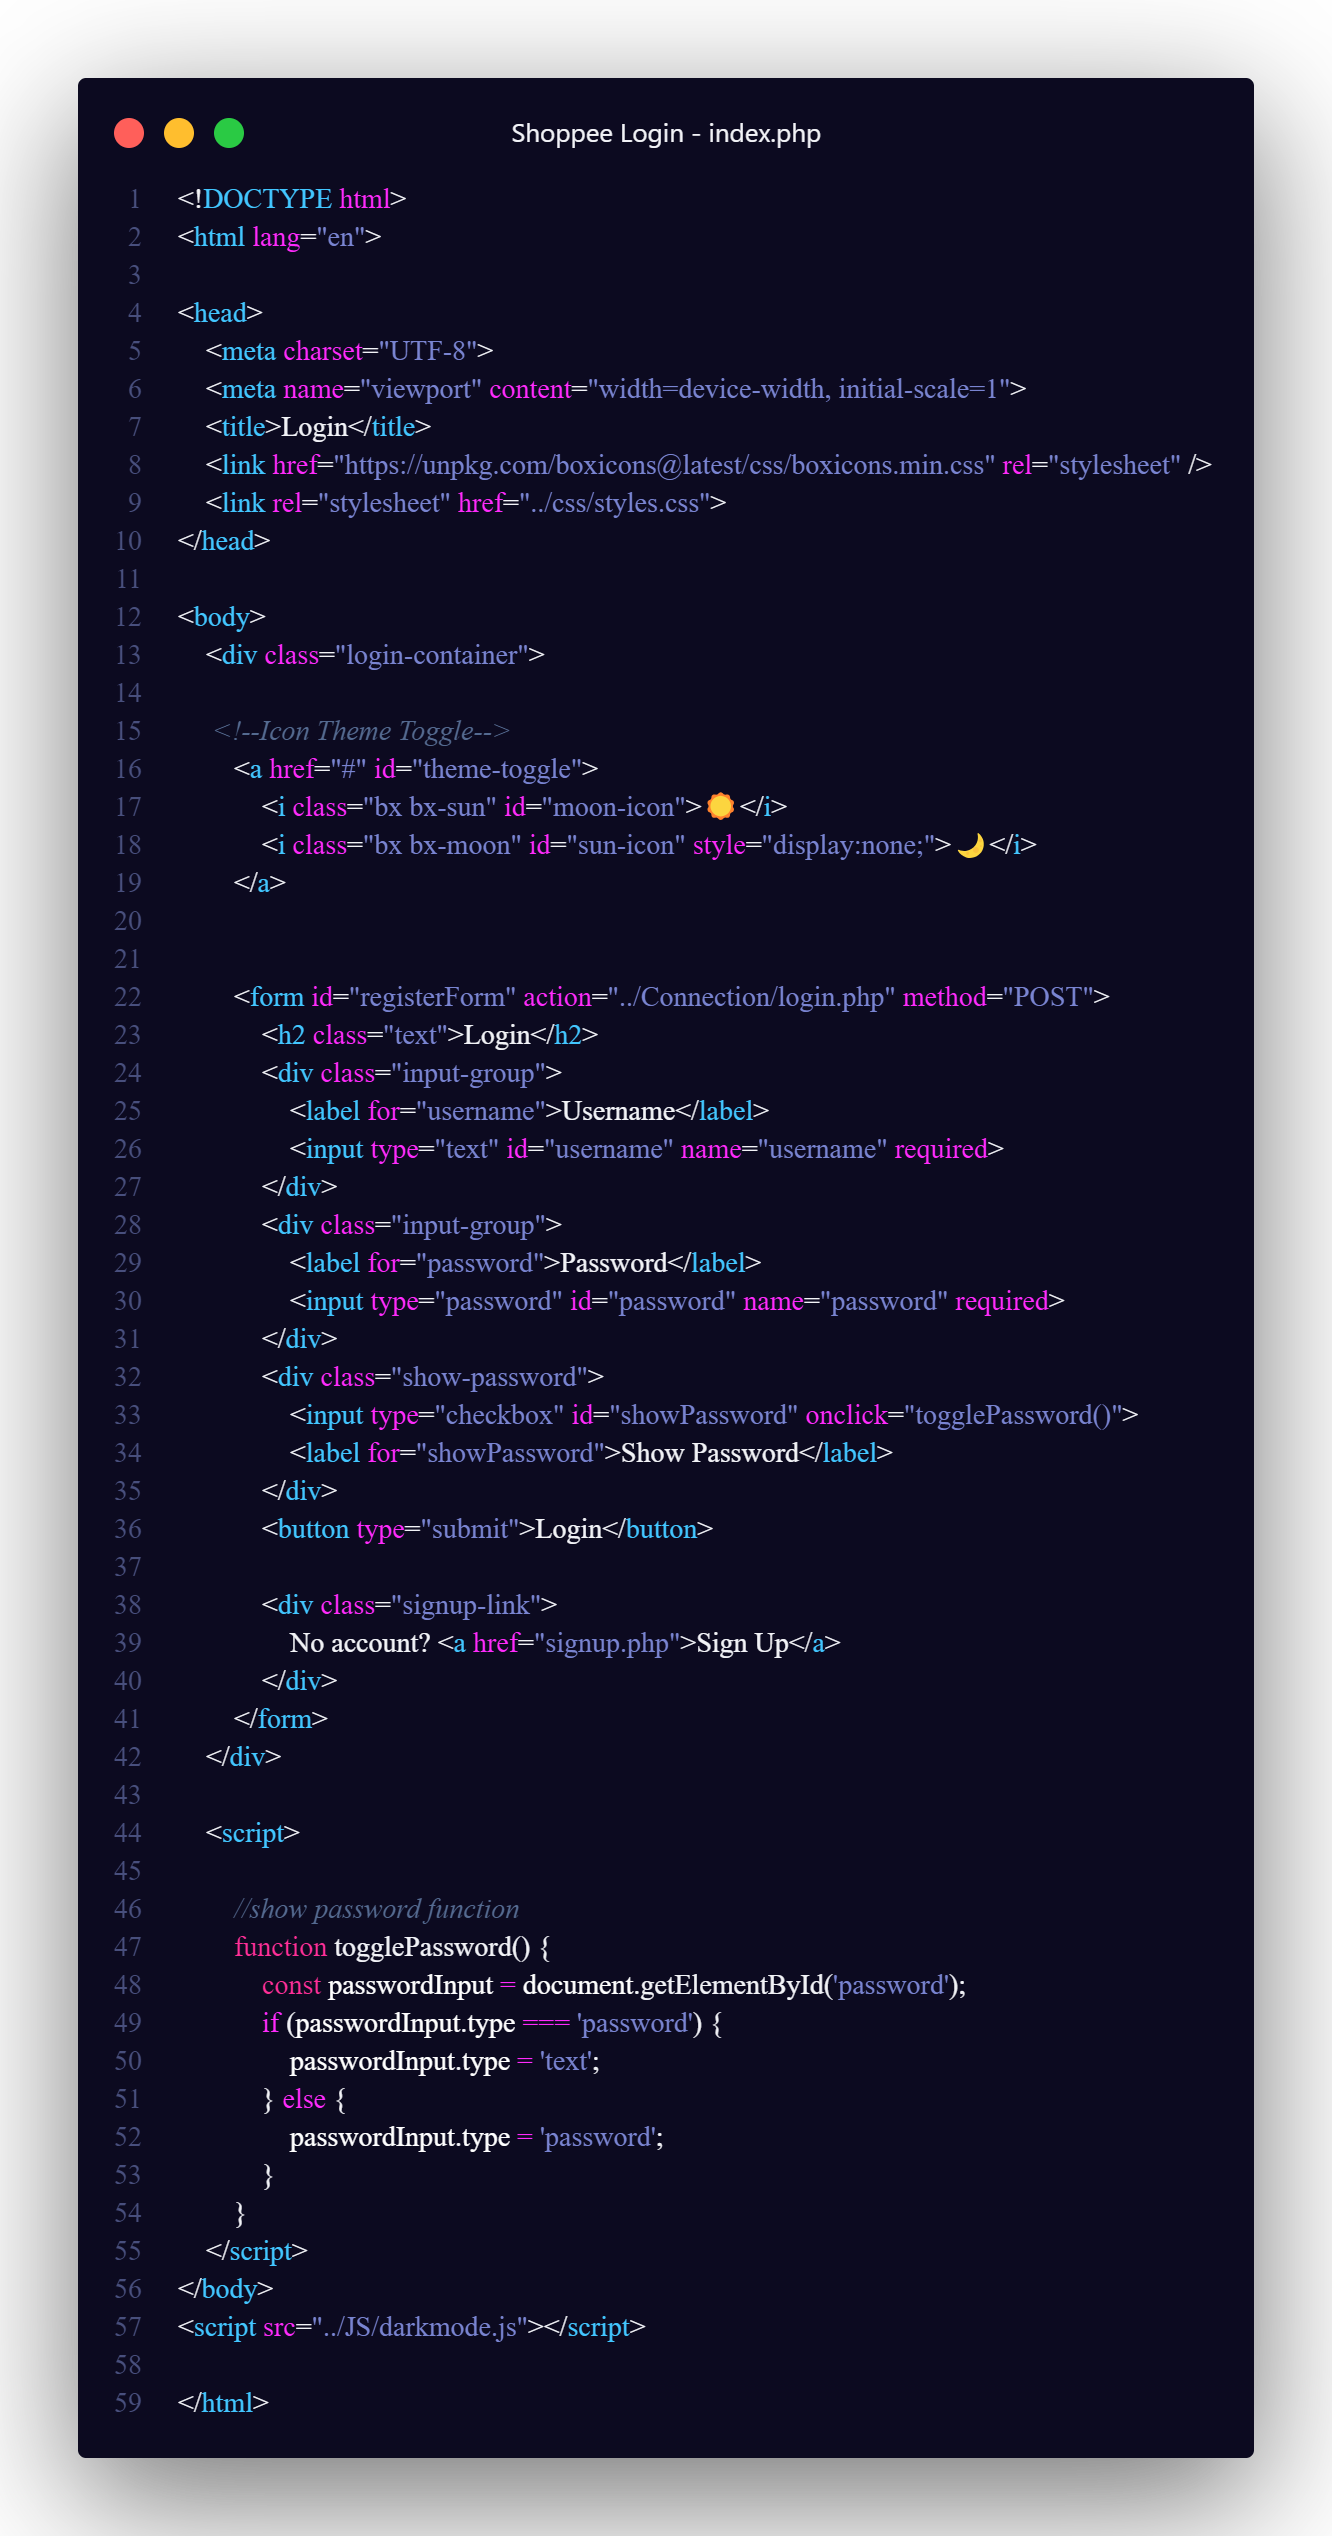 Shoppee Login - index.php
1 <!DOCTYPE html>
2 <html lang="en">
3
4 <head>
5     <meta charset="UTF-8">
6     <meta name="viewport" content="width=device-width, initial-scale=1">
7     <title>Login</title>
8     <link href="https://unpkg.com/boxicons@latest/css/boxicons.min.css" rel="stylesheet" />
9     <link rel="stylesheet" href="../css/styles.css">
10 </head>
11
12 <body>
13     <div class="login-container">
14
15      <!--Icon Theme Toggle-->
16         <a href="#" id="theme-toggle">
17             <i class="bx bx-sun" id="moon-icon">🌞</i>
18             <i class="bx bx-moon" id="sun-icon" style="display:none;">🌙</i>
19         </a>
20
21
22         <form id="registerForm" action="../Connection/login.php" method="POST">
23             <h2 class="text">Login</h2>
24             <div class="input-group">
25                 <label for="username">Username</label>
26                 <input type="text" id="username" name="username" required>
27             </div>
28             <div class="input-group">
29                 <label for="password">Password</label>
30                 <input type="password" id="password" name="password" required>
31             </div>
32             <div class="show-password">
33                 <input type="checkbox" id="showPassword" onclick="togglePassword()">
34                 <label for="showPassword">Show Password</label>
35             </div>
36             <button type="submit">Login</button>
37
38             <div class="signup-link">
39                 No account? <a href="signup.php">Sign Up</a>
40             </div>
41         </form>
42     </div>
43
44     <script>
45
46         //show password function
47         function togglePassword() {
48             const passwordInput = document.getElementById('password');
49             if (passwordInput.type === 'password') {
50                 passwordInput.type = 'text';
51             } else {
52                 passwordInput.type = 'password';
53             }
54         }
55     </script>
56 </body>
57 <script src="../JS/darkmode.js"></script>
58
59 </html>